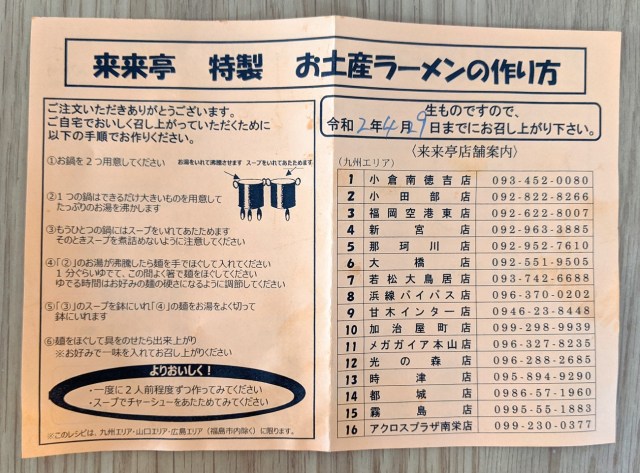 来来亭　特製　お土産ラーメンの作り方
ご注文いただきありがとうございます。
ご自宅でおいしく召し上がっていただくために
以下の手順でお作りください。
①お鍋を2つ用意してください
お湯をいれて沸騰させます　スープをいれてあたためます
②1つの鍋はできるだけ大きいものを用意して
たっぷりのお湯を沸かします
③もうひとつの鍋にはスープをいれてあたためます
そのときスープを煮詰めないように注意してください
④「②」のお湯が沸騰したら麺を手でほぐして入れてください
1分ぐらいゆでて、この間よく箸で麺をほぐしてください
ゆでる時間はお好みの麺の硬さになるように調節してください
⑤「③」のスープを鉢にいれ「④」の麺をお湯をよく切って
鉢にいれます
⑥麺をほぐして具をのせたら出来上がり
※お好みで一味を入れてお召し上がりください
よりおいしく！
・一度に2人前程度ずつ作ってみてください
・スープでチャーシューをあたためてみてください
※このレシピは、九州エリア・山口エリア・広島エリア（福島市内除く）に限ります。
生ものですので、
令和2年4月29日までにお召し上がり下さい。
〈来来亭店舗案内〉
（九州エリア）
1 小倉南徳吉店 093-452-0080
2 小田部店 092-822-8266
3 福岡空港東店 092-622-8007
4 新宮店 092-963-3885
5 那珂川店 092-952-7610
6 大橋店 092-551-9505
7 若松大鳥居店 093-742-6688
8 浜線バイパス店 096-370-0202
9 甘木インター店 0946-23-8448
10 加治屋町店 099-298-9939
11 メガガイア本山店 096-327-8235
12 光の森店 096-288-2685
13 時津店 095-894-9290
14 都城店 0986-57-1960
15 霧島店 0995-55-1883
16 アクロスプラザ南栄店 099-230-0377